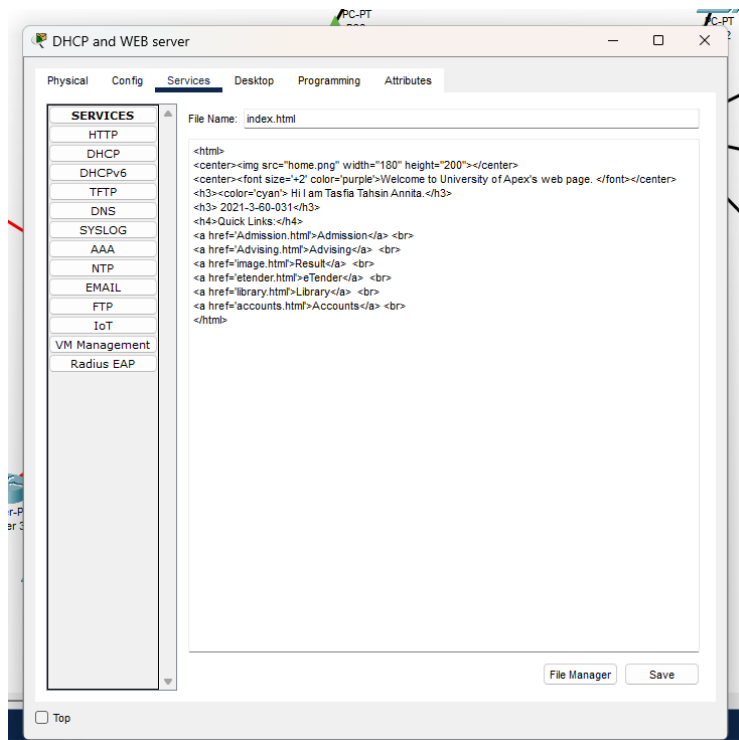 PC-PT
PC-PT
DHCP and WEB server
Physical Config Services Desktop Programming Attributes
SERVICES
HTTP
DHCP
DHCPv6
TFTP
DNS
SYSLOG
AAA
NTP
EMAIL
FTP
IoT
VM Management
Radius EAP
File Name: index.html
<html>
<center><img src="home.png" width="180" height="200"></center>
<center><font size='+2' color='purple'>Welcome to University of Apex's web page. </font></center>
<h3><color='cyan'> Hi I am Tasfia Tahsin Annita.</h3>
<h3> 2021-3-60-031</h3>
<h4>Quick Links:</h4>
<a href='Admission.html'>Admission</a> <br>
<a href='Advising.html'>Advising</a> <br>
<a href='image.html'>Result</a> <br>
<a href='etender.html'>eTender</a> <br>
<a href='library.html'>Library</a> <br>
<a href='accounts.html'>Accounts</a> <br>
</html>
File Manager Save
Top